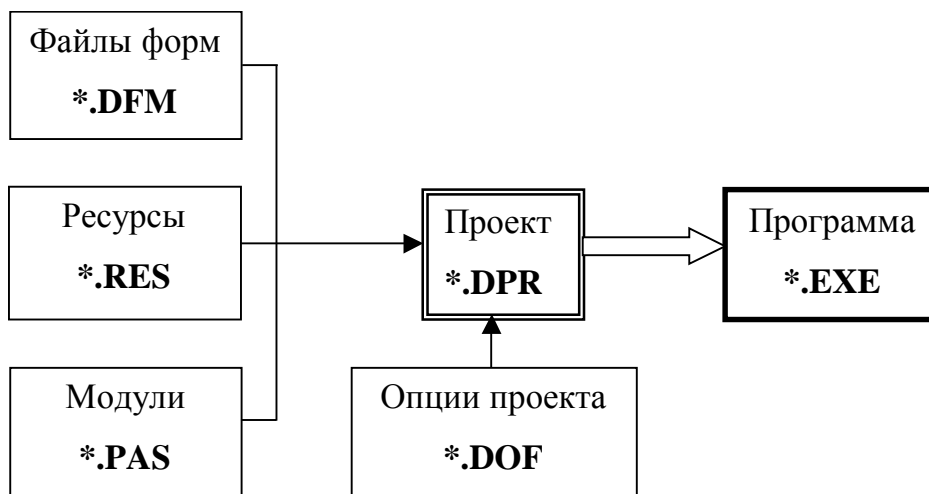 Файлы форм
*.DFM
Ресурсы
*.RES
Проект
*.DPR
Программа
*.EXE
Модули
*.PAS
Опции проекта
*.DOF